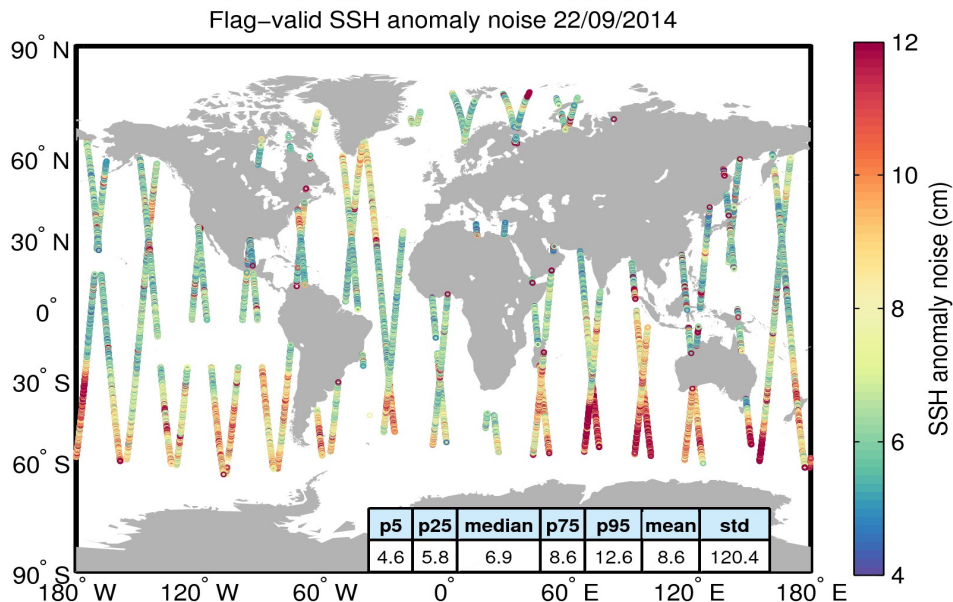 Flag−valid SSH anomaly noise 22/09/2014
90° N
60° N
30° N
0°
30° S
60° S
90° S
180° W 120° W 60° W 0° 60° E 120° E 180° E
p5 p25 median p75 p95 mean std
4.6 5.8 6.9 8.6 12.6 8.6 120.4
12
10
8
6
4
SSH anomaly noise (cm)